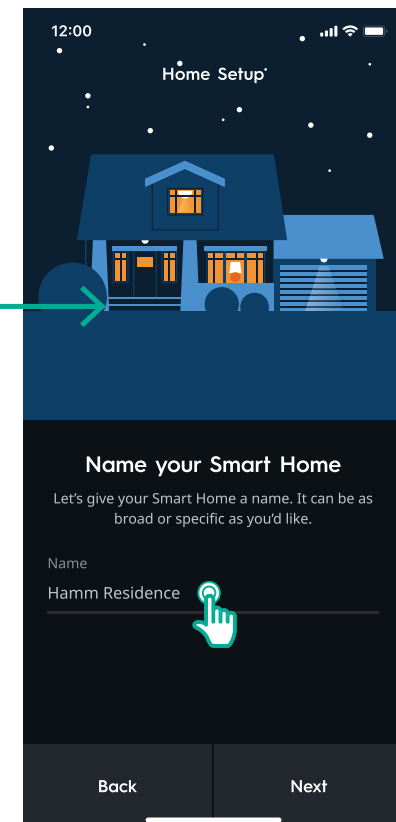 12:00
Home Setup
Name your Smart Home
Let’s give your Smart Home a name. It can be as
broad or specific as you’d like.
Name
Hamm Residence
Back Next